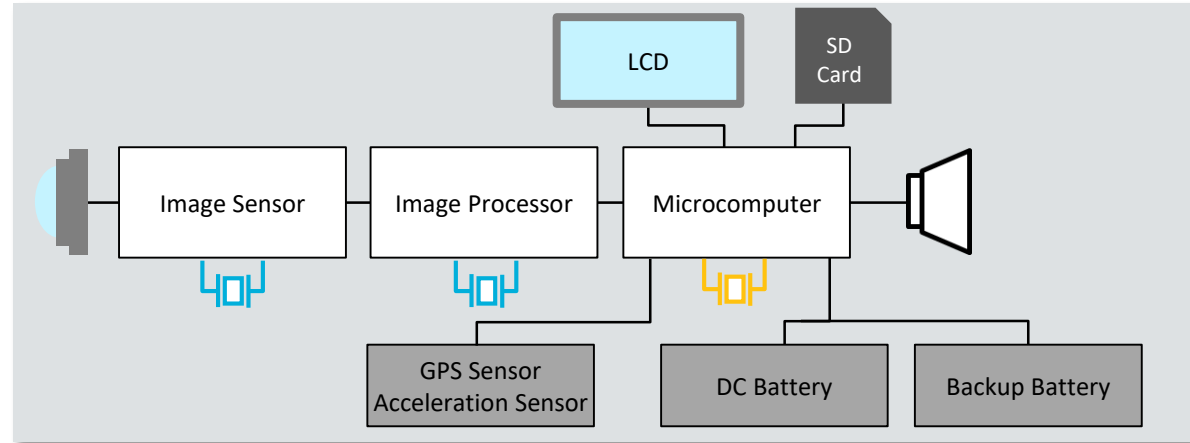 LCD
SD
Card
Image Sensor
Image Processor
Microcomputer
GPS Sensor
Acceleration Sensor
DC Battery
Backup Battery